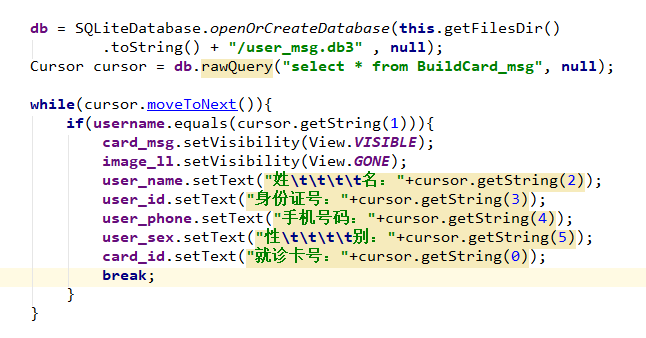 db = SQLiteDatabase.openOrCreateDatabase(this.getFilesDir()
        .toString() + "/user_msg.db3" , null);
Cursor cursor = db.rawQuery("select * from BuildCard_msg", null);

while(cursor.moveToNext()){
    if(username.equals(cursor.getString(1))){
        card_msg.setVisibility(View.VISIBLE);
        image_ll.setVisibility(View.GONE);
        user_name.setText("姓\t\t\t\t名："+cursor.getString(2));
        user_id.setText("身份证号："+cursor.getString(3));
        user_phone.setText("手机号码："+cursor.getString(4));
        user_sex.setText("性\t\t\t\t别："+cursor.getString(5));
        card_id.setText("就诊卡号："+cursor.getString(0));
        break;
    }
}